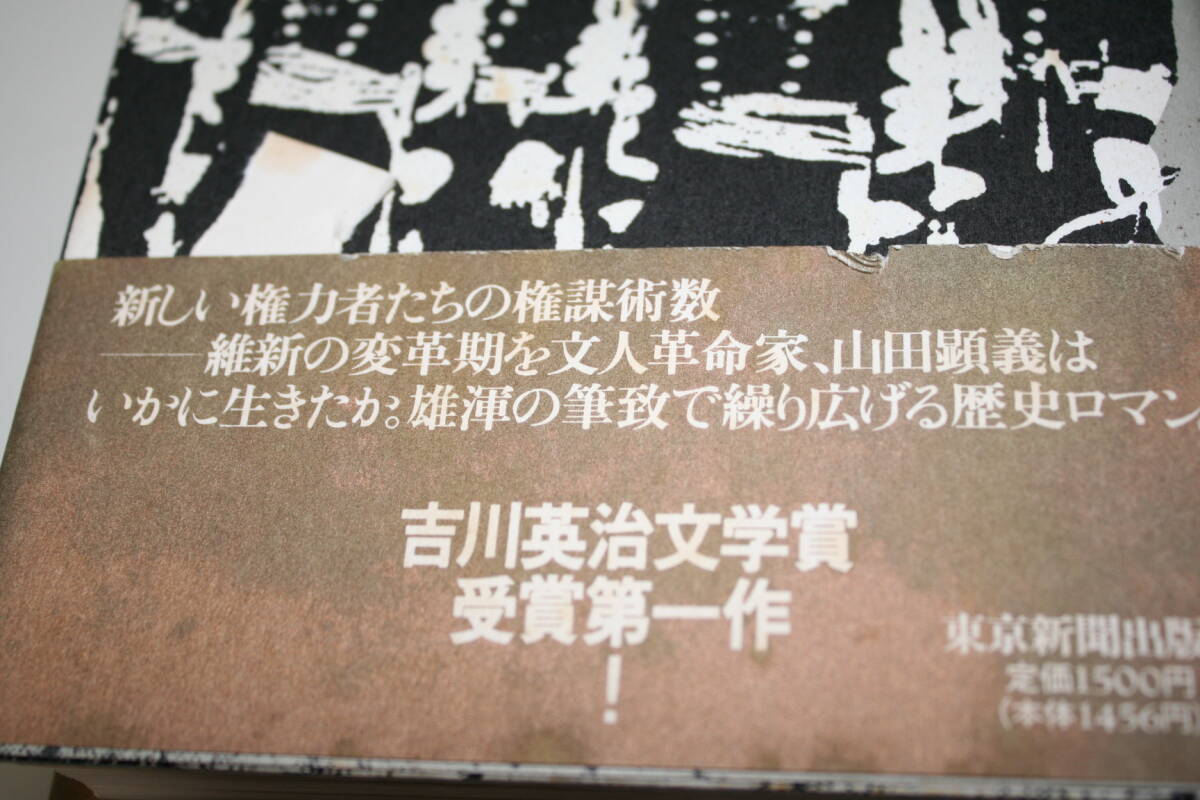 新しい権力者たちの権謀術数
――維新の変革期を文人革命家、山田顕義は
いかに生きたか。雄渾の筆致で繰り広げる歴史ロマン。
吉川英治文学賞
受賞第一作
!
東京新聞出版
定価1500円
(本体1456円)